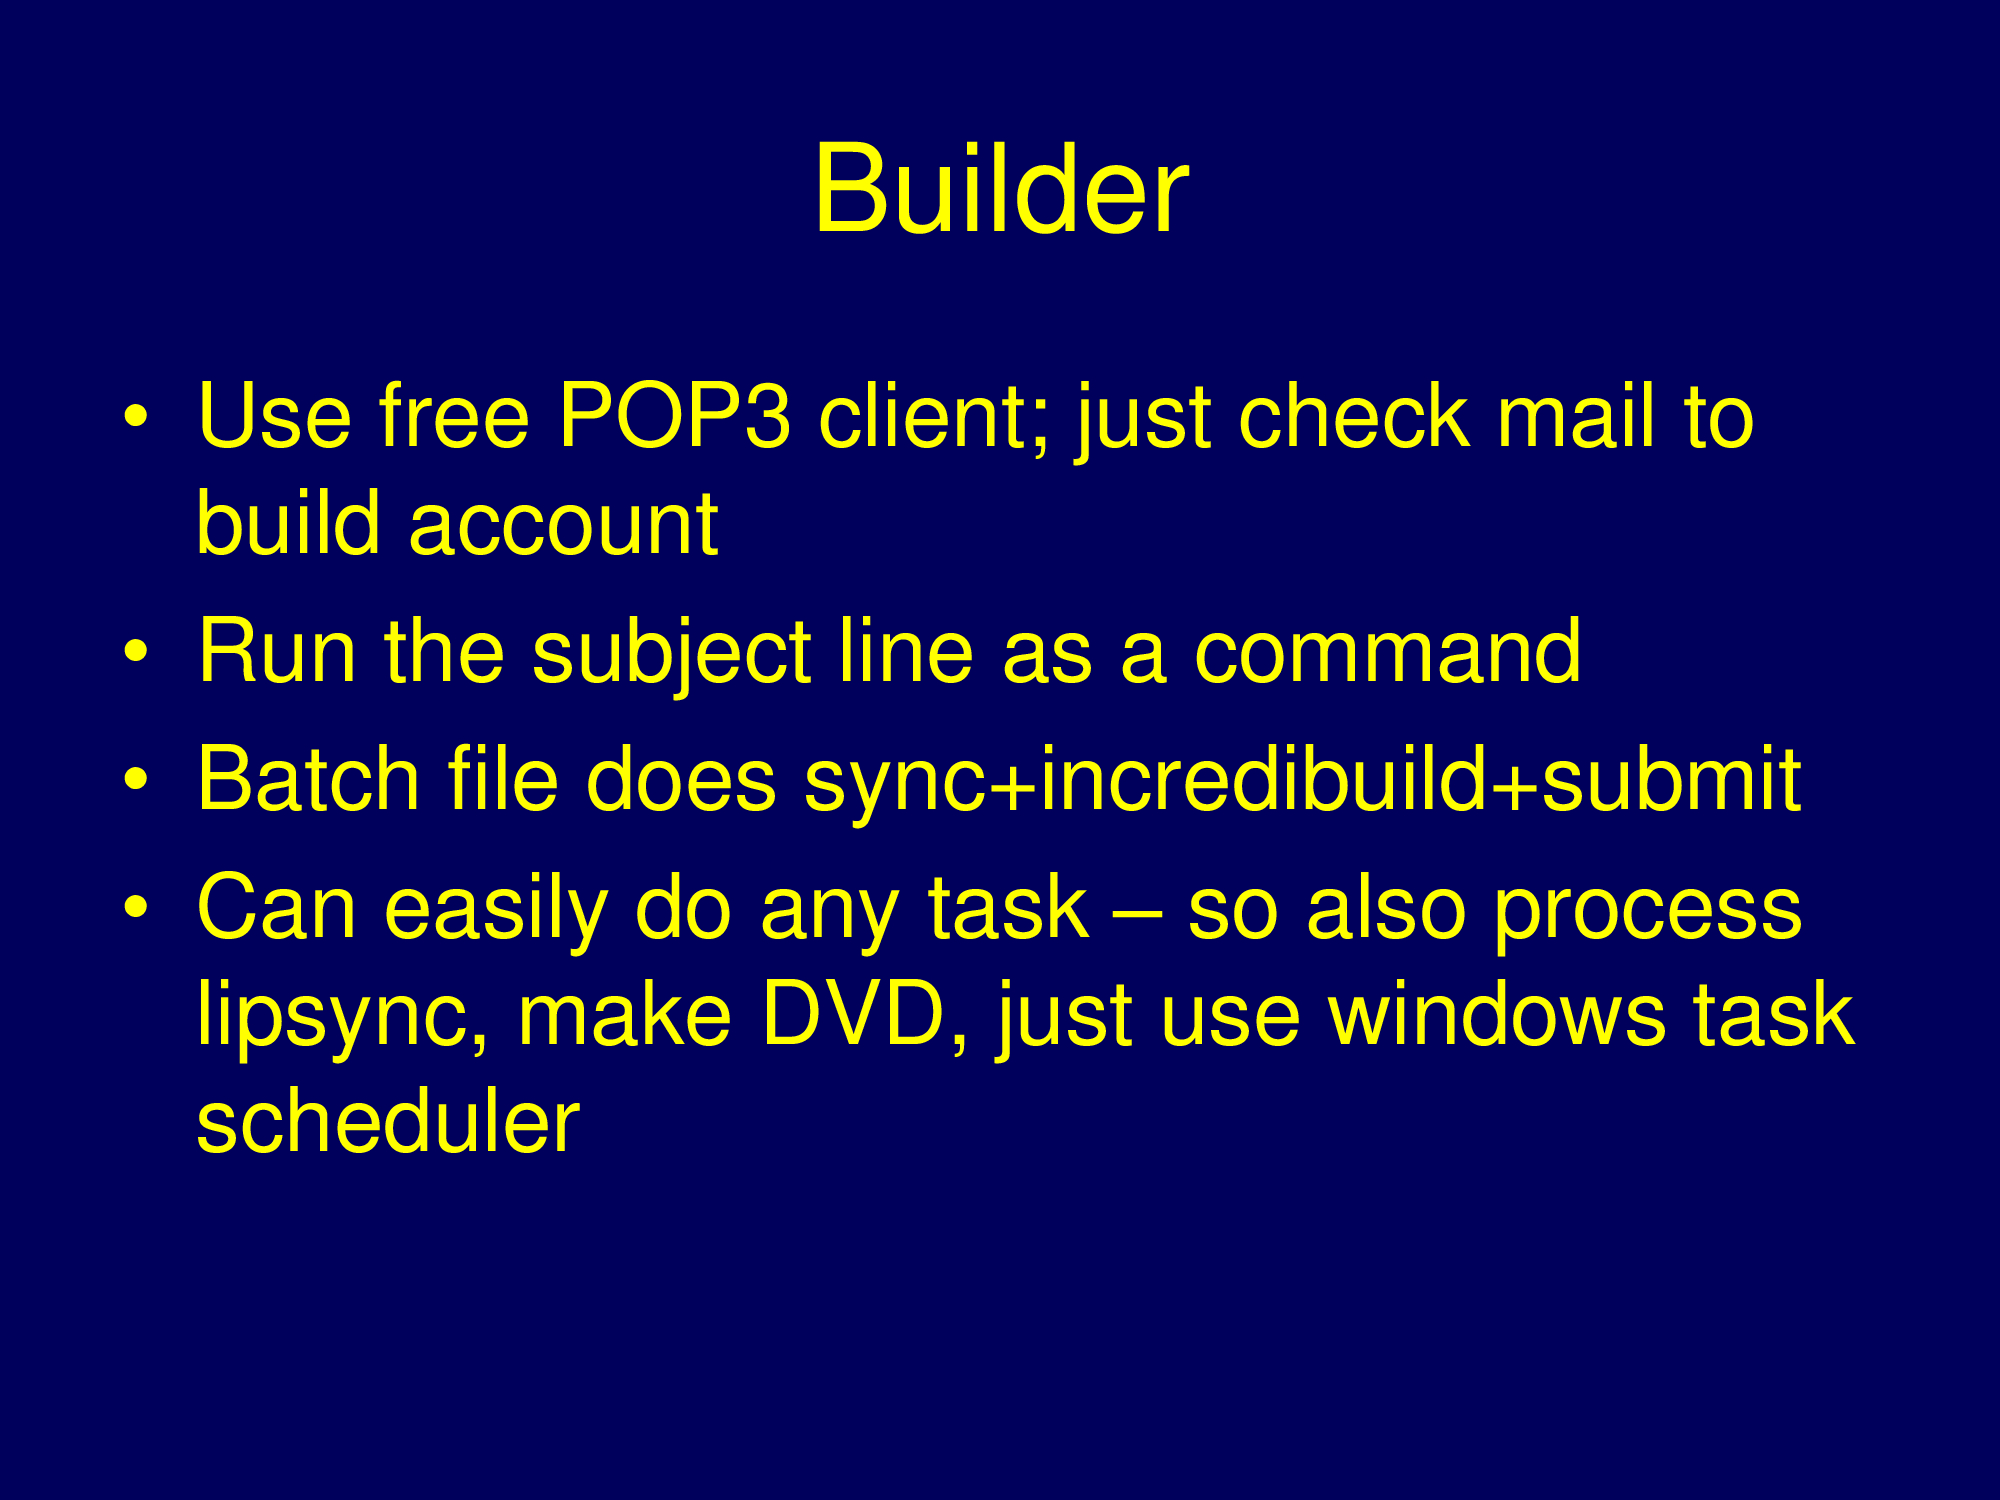 Builder
• Use free POP3 client; just check mail to
build account
• Run the subject line as a command
• Batch file does sync+incredibuild+submit
• Can easily do any task – so also process
lipsync, make DVD, just use windows task
scheduler